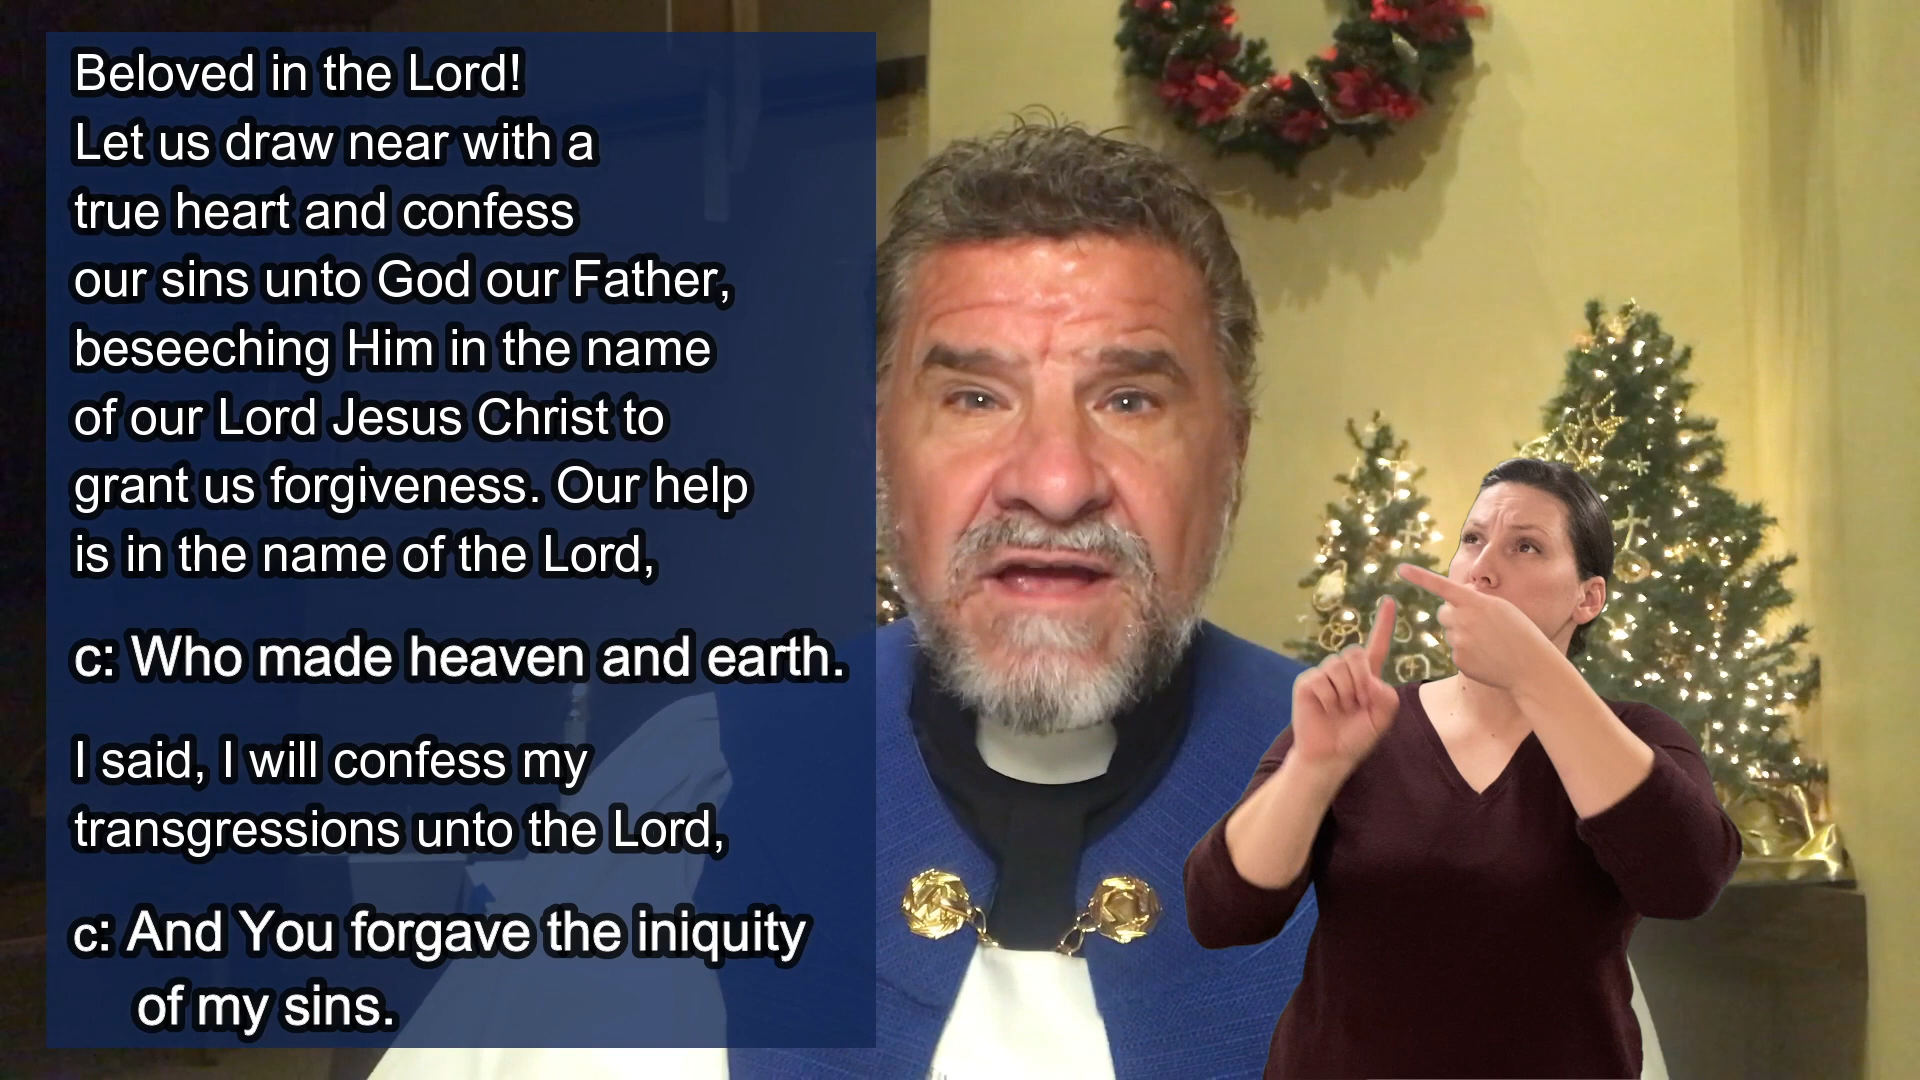 Beloved in the Lord!
Let us draw near with a
true heart and confess
our sins unto God our Father,
beseeching Him in the name
of our Lord Jesus Christ to
grant us forgiveness. Our help
is in the name of the Lord,
c: Who made heaven and earth.
I said, I will confess my
transgressions unto the Lord,
c: And You forgave the iniquity
of my sins.